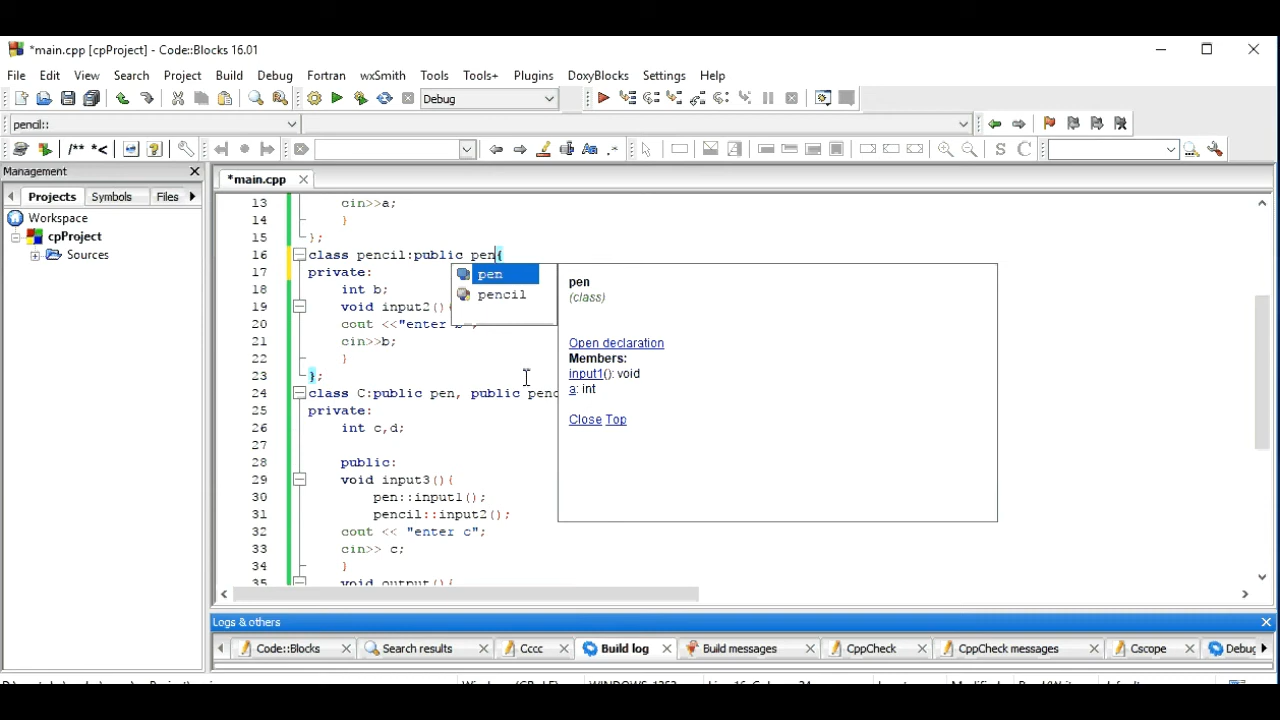 *main.cpp [cpProject] - Code::Blocks 16.01
File Edit View Search Project Build Debug Fortran wxSmith Tools Tools+ Plugins DoxyBlocks Settings Help
Debug
pencil::
/** *<
Management
*main.cpp
Projects Symbols Files
Workspace
cpProject
Sources
13 cin>>a;
14 }
15 };
16 class pencil:public pen{
17 private:
18 int b;
19 void input2(){
20 cout <<"enter b";
21 cin>>b;
22 }
23 };
24 class C:public pen, public penc
25 private:
26 int c,d;
27
28 public:
29 void input3(){
30 pen::input1();
31 pencil::input2();
32 cout << "enter c";
33 cin>> c;
34 }
35 void output(){
pen
pencil
pen
(class)
Open declaration
Members:
input1(): void
a: int
Close Top
Logs & others
Code::Blocks Search results Cccc Build log Build messages CppCheck CppCheck messages Cscope Debug